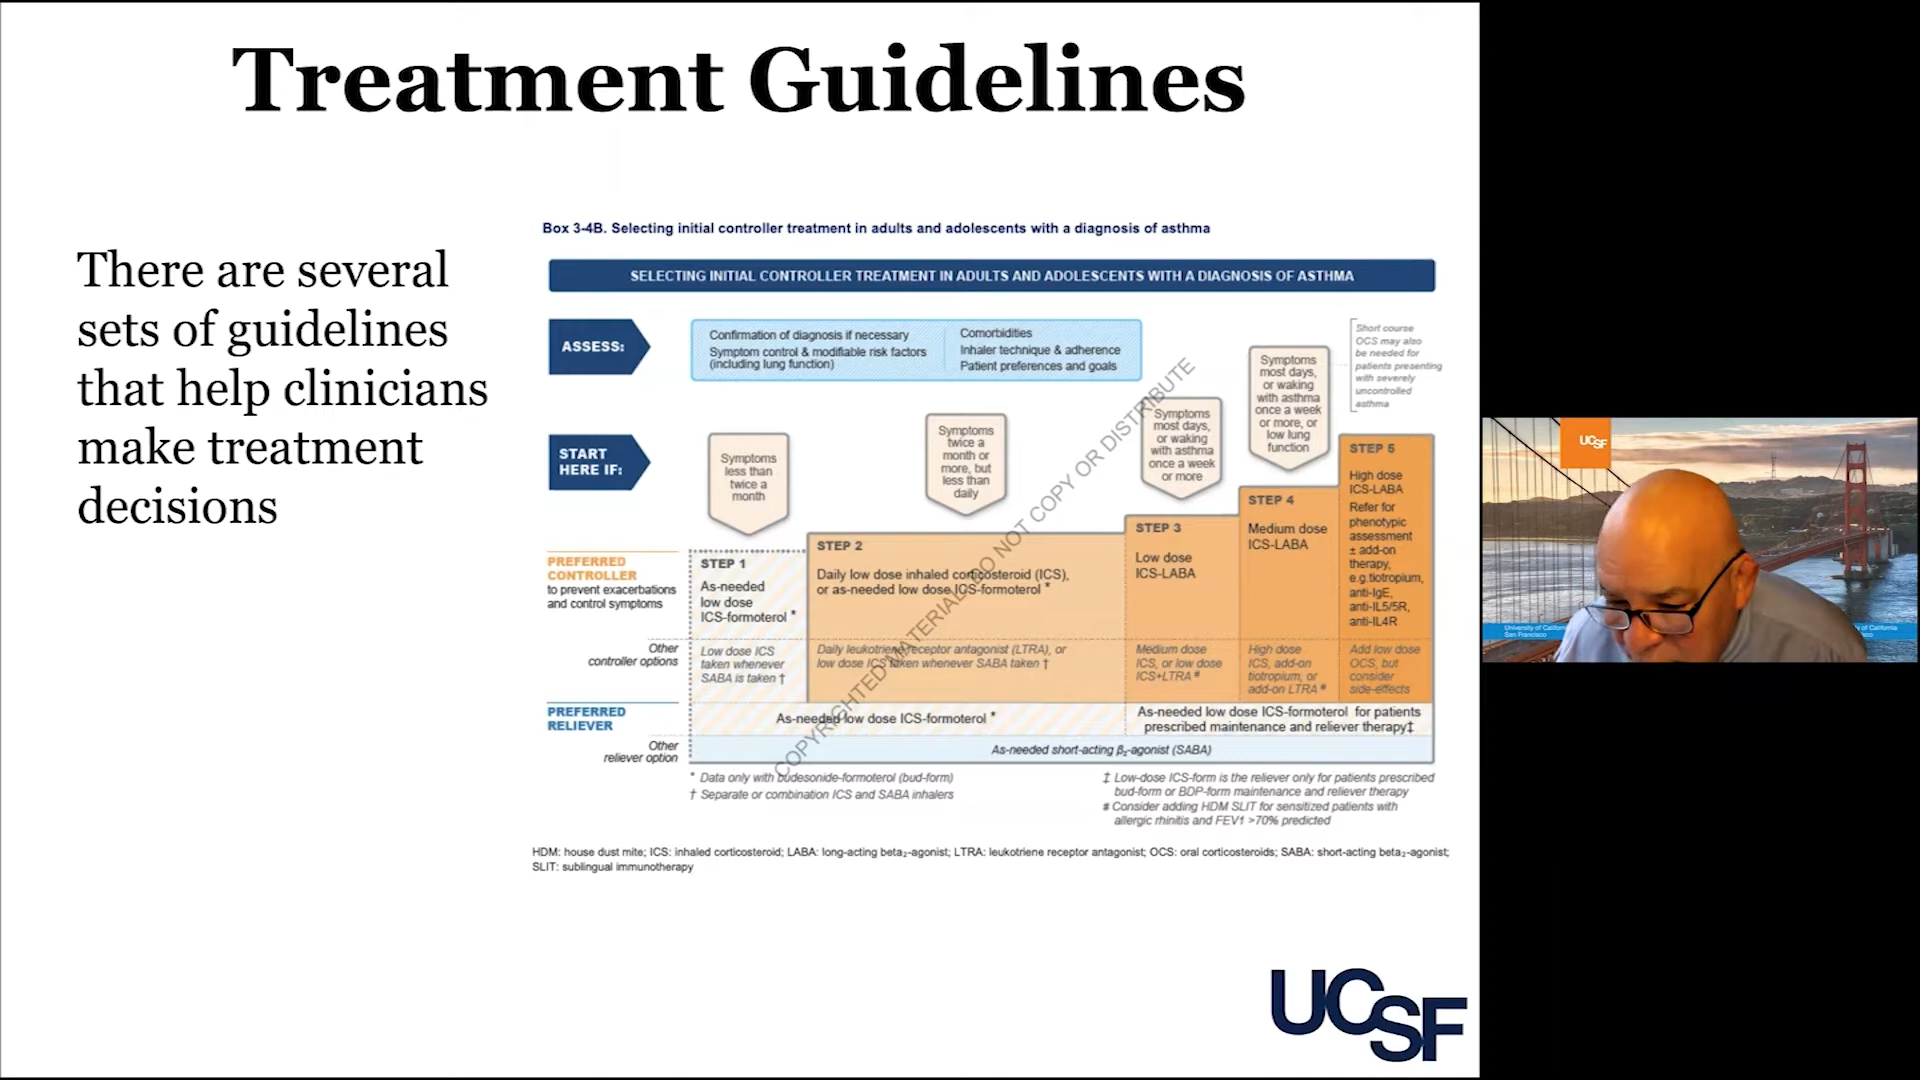 Treatment Guidelines
There are several
sets of guidelines
that help clinicians
make treatment
decisions
Box 3-4B. Selecting initial controller treatment in adults and adolescents with a diagnosis of asthma
SELECTING INITIAL CONTROLLER TREATMENT IN ADULTS AND ADOLESCENTS WITH A DIAGNOSIS OF ASTHMA
ASSESS:
Confirmation of diagnosis if necessary
Symptom control & modifiable risk factors
(including lung function)
Comorbidities
Inhaler technique & adherence
Patient preferences and goals
Short course
OCS may also
be needed for
patients presenting
with severely
uncontrolled
asthma
START
HERE IF:
Symptoms
less than
twice a
month
Symptoms
twice a
month or
more, but
less than
daily
Symptoms
most days,
or waking
with asthma
once a week
or more
Symptoms
most days,
or waking
with asthma
once a week
or more, or
low lung
function
PREFERRED
CONTROLLER
to prevent exacerbations
and control symptoms
STEP 1
As-needed
low dose
ICS-formoterol *
STEP 2
Daily low dose inhaled corticosteroid (ICS),
or as-needed low dose ICS-formoterol *
STEP 3
Low dose
ICS-LABA
STEP 4
Medium dose
ICS-LABA
STEP 5
High dose
ICS-LABA
Refer for
phenotypic
assessment
± add-on
therapy,
e.g.tiotropium,
anti-IgE,
anti-IL5/5R,
anti-IL4R
Other
controller options
Low dose ICS
taken whenever
SABA is taken †
Daily leukotriene receptor antagonist (LTRA), or
low dose ICS taken whenever SABA taken †
Medium dose
ICS, or low dose
ICS+LTRA #
High dose
ICS, add-on
tiotropium, or
add-on LTRA #
Add low dose
OCS, but
consider
side-effects
PREFERRED
RELIEVER
As-needed low dose ICS-formoterol *
As-needed low dose ICS-formoterol for patients
prescribed maintenance and reliever therapy‡
Other
reliever option
As-needed short-acting β₂-agonist (SABA)
COPYRIGHTED MATERIAL- DO NOT COPY OR DISTRIBUTE
* Data only with budesonide-formoterol (bud-form)
† Separate or combination ICS and SABA inhalers
‡ Low-dose ICS-form is the reliever only for patients prescribed
bud-form or BDP-form maintenance and reliever therapy
# Consider adding HDM SLIT for sensitized patients with
allergic rhinitis and FEV1 >70% predicted
HDM: house dust mite; ICS: inhaled corticosteroid; LABA: long-acting beta₂-agonist; LTRA: leukotriene receptor antagonist; OCS: oral corticosteroids; SABA: short-acting beta₂-agonist;
SLIT: sublingual immunotherapy
UCSF
UCSF
University of California
San Francisco